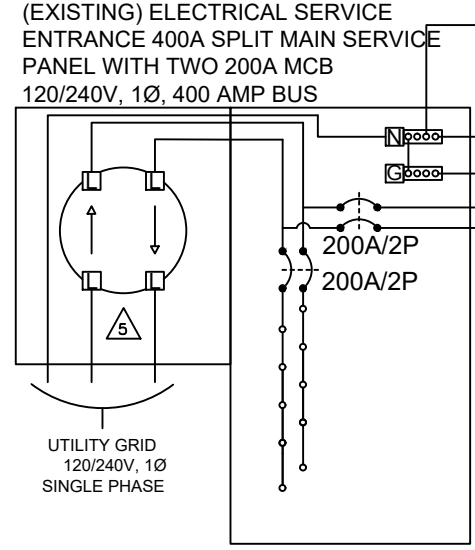 (EXISTING) ELECTRICAL SERVICE
ENTRANCE 400A SPLIT MAIN SERVICE
PANEL WITH TWO 200A MCB
120/240V, 1Ø, 400 AMP BUS
N
G
L L
200A/2P
200A/2P
L L
5
UTILITY GRID
120/240V, 1Ø
SINGLE PHASE